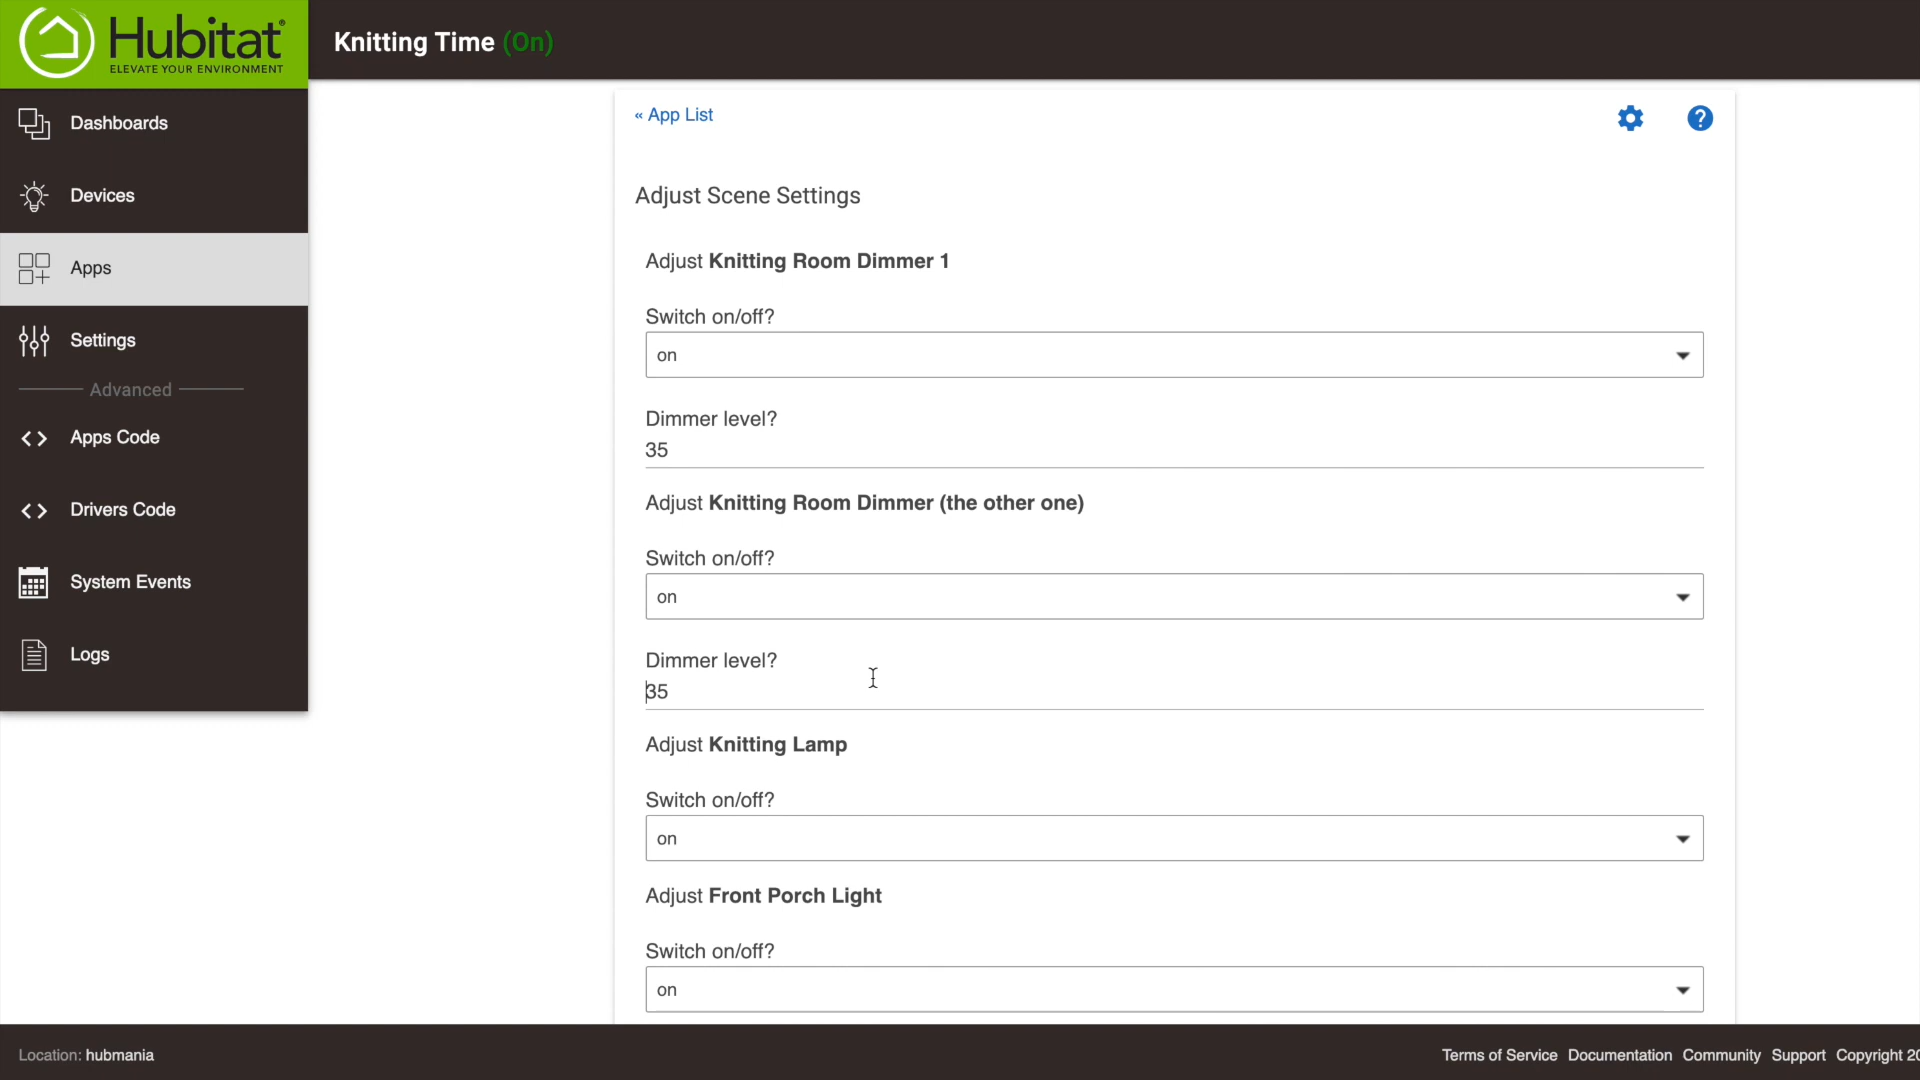 Hubitat®
ELEVATE YOUR ENVIRONMENT
Knitting Time (On)
Dashboards
Devices
Apps
Settings
Advanced
Apps Code
Drivers Code
System Events
Logs
« App List
?
Adjust Scene Settings
Adjust Knitting Room Dimmer 1
Switch on/off?
on
Dimmer level?
35
Adjust Knitting Room Dimmer (the other one)
Switch on/off?
on
Dimmer level?
35
Adjust Knitting Lamp
Switch on/off?
on
Adjust Front Porch Light
Switch on/off?
on
Location: hubmania
Terms of Service Documentation Community Support Copyright 20